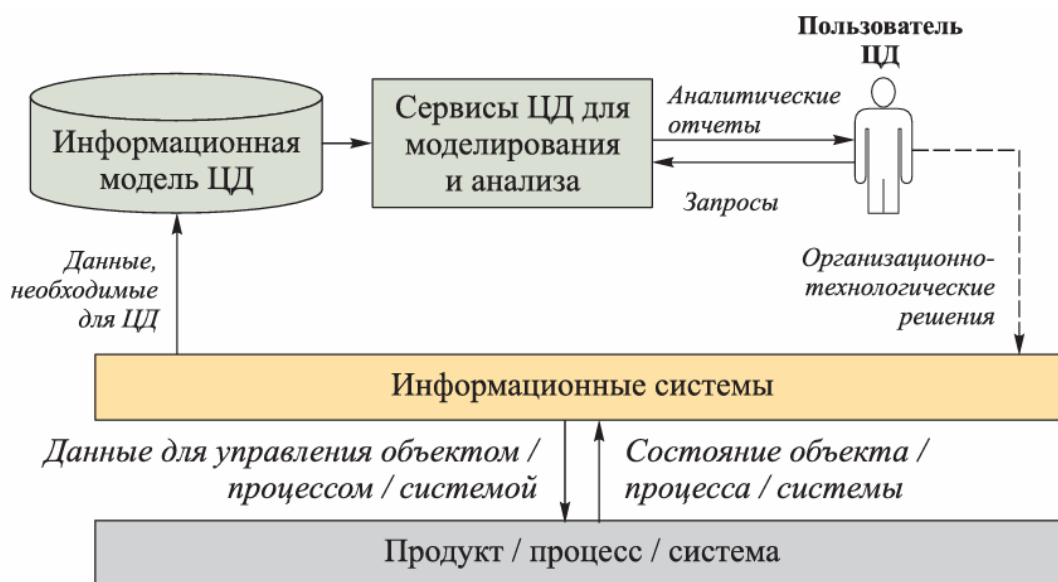 Пользователь
ЦД
Информационная
модель ЦД
Сервисы ЦД для
моделирования
и анализа
Аналитические
отчеты
Запросы
Данные,
необходимые
для ЦД
Организационно-
технологические
решения
Информационные системы
Данные для управления объектом /
процессом / системой
Состояние объекта /
процесса / системы
Продукт / процесс / система